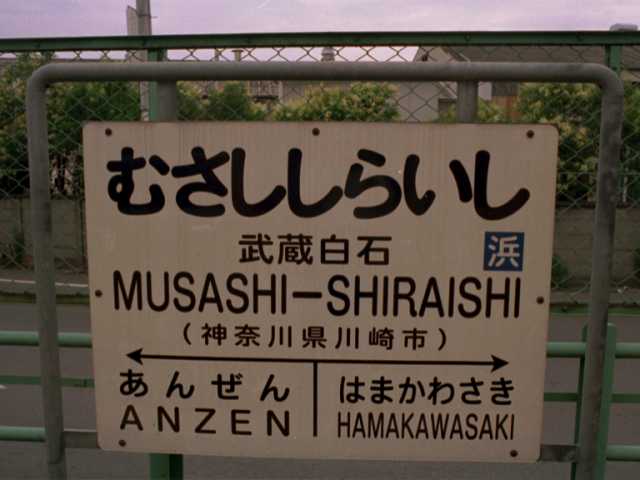 むさししらいし
武蔵白石
浜
MUSASHI-SHIRAISHI
(神奈川県川崎市)
あんぜん はまかわさき
ANZEN HAMAKAWASAKI